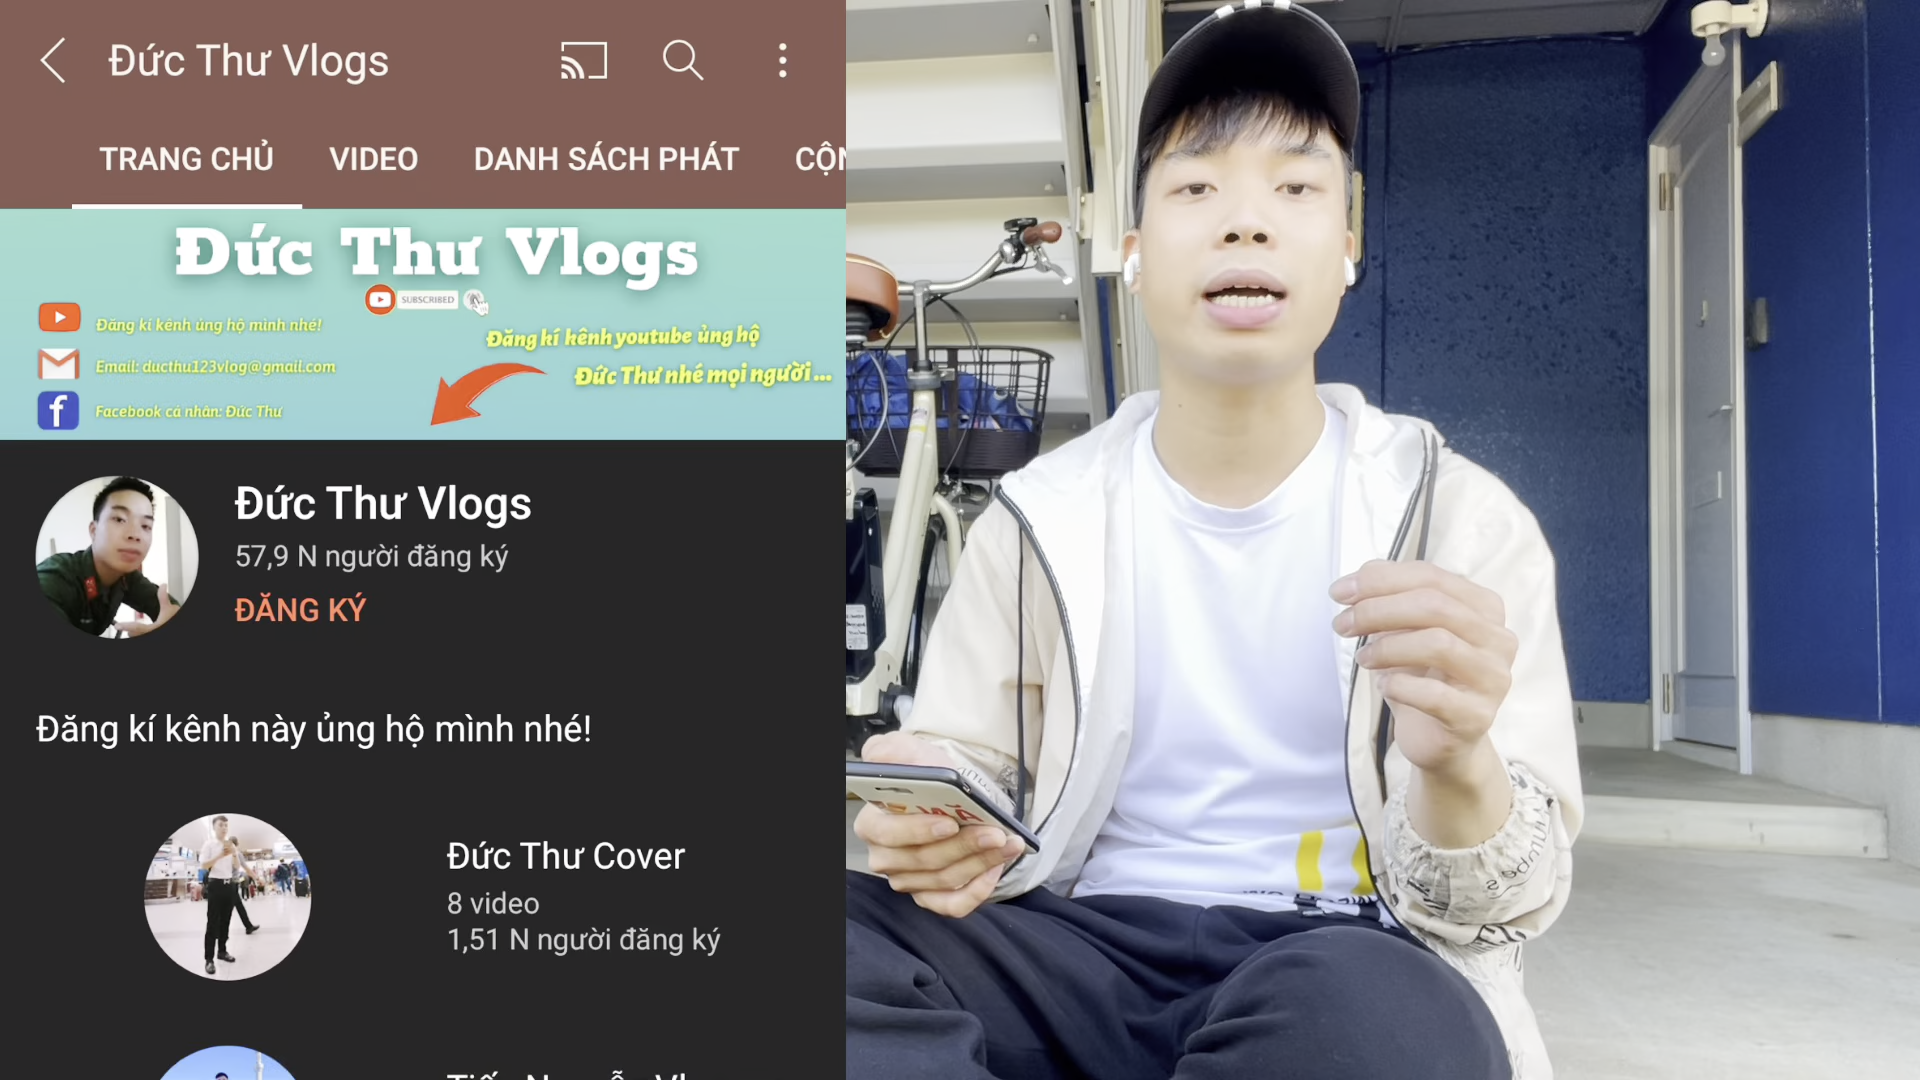 Đức Thư Vlogs
TRANG CHỦ VIDEO DANH SÁCH PHÁT
Đức Thư Vlogs
SUBSCRIBED
Đăng kí kênh ủng hộ mình nhé!
Email: ducthu123vlog@gmail.com
Facebook cá nhân: Đức Thư
Đăng kí kênh youtube ủng hộ
Đức Thư nhé mọi người...
Đức Thư Vlogs
57,9 N người đăng ký
ĐĂNG KÝ
Đăng kí kênh này ủng hộ mình nhé!
Đức Thư Cover
8 video
1,51 N người đăng ký